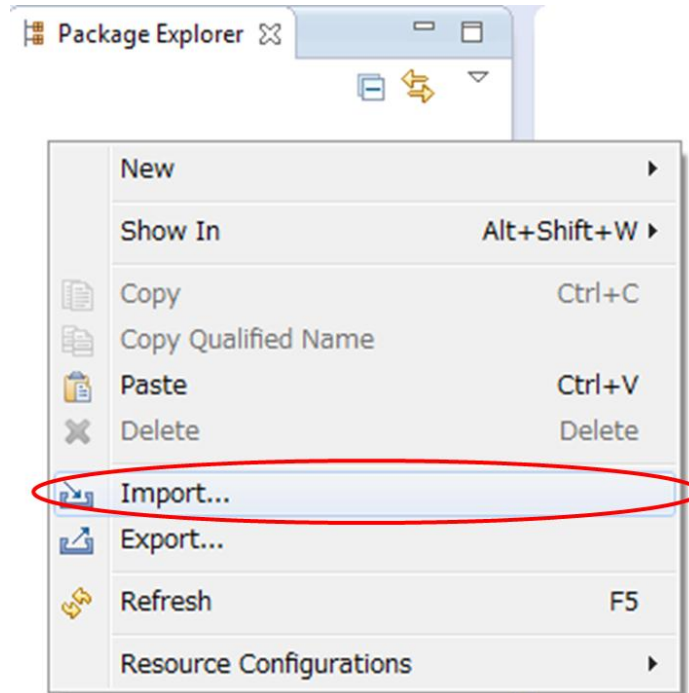 Package Explorer
New
Show In Alt+Shift+W
Copy Ctrl+C
Copy Qualified Name
Paste Ctrl+V
Delete Delete
Import...
Export...
Refresh F5
Resource Configurations